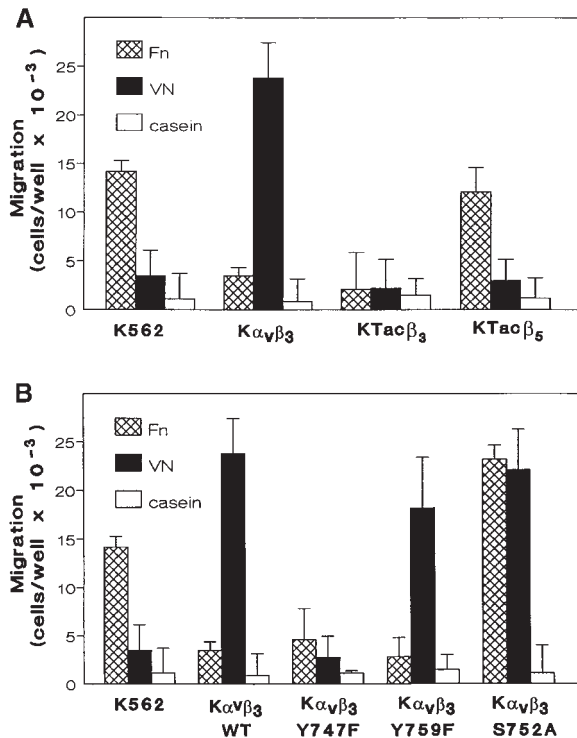 A
Migration
(cells/well x 10⁻³)
25
20
15
10
5
0
Fn
VN
casein
K562 Kαvβ3 KTacβ3 KTacβ5
B
Migration
(cells/well x 10⁻³)
25
20
15
10
5
0
Fn
VN
casein
K562 Kαvβ3 Kαvβ3 Kαvβ3 Kαvβ3
WT Y747F Y759F S752A